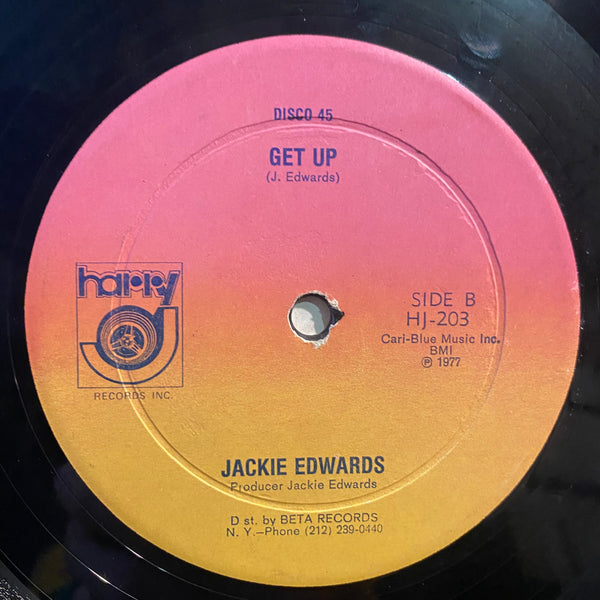 DISCO 45
GET UP
(J. Edwards)
harry
J
RECORDS INC.
SIDE B
HJ-203
Cari-Blue Music Inc.
BMI
℗ 1977
JACKIE EDWARDS
Producer Jackie Edwards
D st. by BETA RECORDS
N. Y.—Phone (212) 239-0440